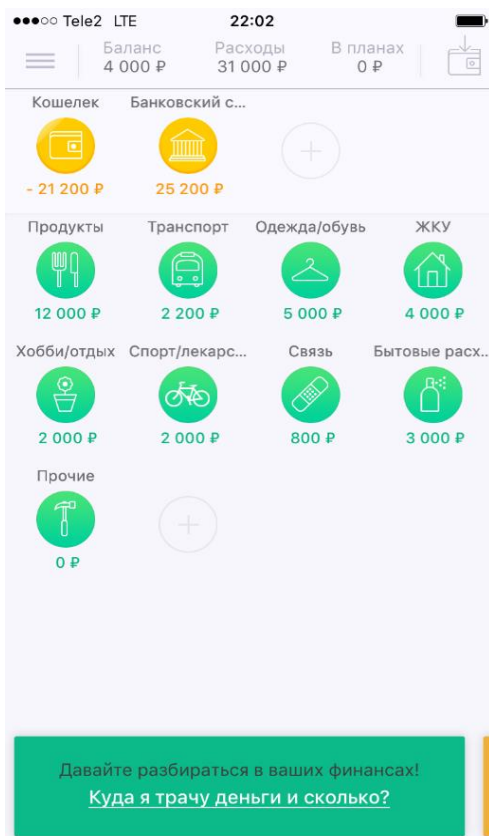 Tele2 LTE 22:02
Баланс Расходы В планах
4 000 ₽ 31 000 ₽ 0 ₽
Кошелек Банковский с...
- 21 200 ₽ 25 200 ₽
Продукты Транспорт Одежда/обувь ЖКУ
12 000 ₽ 2 200 ₽ 5 000 ₽ 4 000 ₽
Хобби/отдых Спорт/лекарс... Связь Бытовые расх...
2 000 ₽ 2 000 ₽ 800 ₽ 3 000 ₽
Прочие
0 ₽
Давайте разбираться в ваших финансах!
Куда я трачу деньги и сколько?